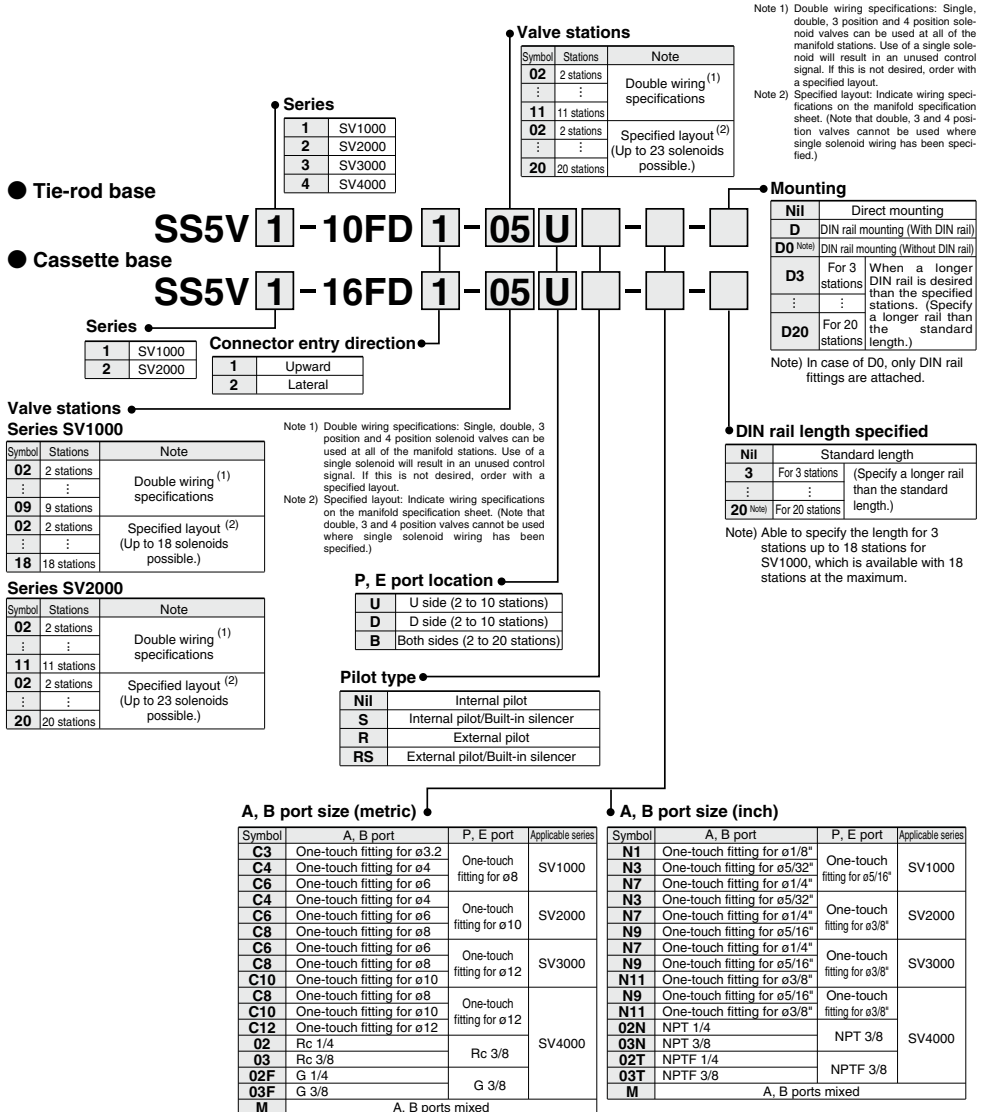 Note 1) Double wiring specifications: Single,
double, 3 position and 4 position sole-
noid valves can be used at all of the
manifold stations. Use of a single sole-
noid will result in an unused control
signal. If this is not desired, order with
a specified layout.
Note 2) Specified layout: Indicate wiring speci-
fications on the manifold specification
sheet. (Note that double, 3 and 4 posi-
tion valves cannot be used where
single solenoid wiring has been speci-
fied.)
Valve stations
Symbol Stations Note
02 2 stations Double wiring (1) specifications
⋮ ⋮
11 11 stations
02 2 stations Specified layout (2) (Up to 23 solenoids possible.)
⋮ ⋮
20 20 stations
Series
1 SV1000
2 SV2000
3 SV3000
4 SV4000
● Tie-rod base
SS5V 1 - 10FD 1 - 05 U - -
● Cassette base
SS5V 1 - 16FD 1 - 05 U - -
Mounting
Nil Direct mounting
D DIN rail mounting (With DIN rail)
D0 Note) DIN rail mounting (Without DIN rail)
D3 For 3 stations When a longer DIN rail is desired than the specified stations. (Specify a longer rail than the standard length.)
⋮ ⋮
D20 For 20 stations
Note) In case of D0, only DIN rail
fittings are attached.
Series
1 SV1000
2 SV2000
Connector entry direction
1 Upward
2 Lateral
Valve stations
Series SV1000
Symbol Stations Note
02 2 stations Double wiring (1) specifications
⋮ ⋮
09 9 stations
02 2 stations Specified layout (2) (Up to 18 solenoids possible.)
⋮ ⋮
18 18 stations
Series SV2000
Symbol Stations Note
02 2 stations Double wiring (1) specifications
⋮ ⋮
11 11 stations
02 2 stations Specified layout (2) (Up to 23 solenoids possible.)
⋮ ⋮
20 20 stations
Note 1) Double wiring specifications: Single, double, 3
position and 4 position solenoid valves can be
used at all of the manifold stations. Use of a
single solenoid will result in an unused control
signal. If this is not desired, order with a
specified layout.
Note 2) Specified layout: Indicate wiring specifications
on the manifold specification sheet. (Note that
double, 3 and 4 position valves cannot be used
where single solenoid wiring has been
specified.)
DIN rail length specified
Nil Standard length
3 For 3 stations (Specify a longer rail than the standard length.)
⋮ ⋮
20 Note) For 20 stations
Note) Able to specify the length for 3
stations up to 18 stations for
SV1000, which is available with 18
stations at the maximum.
P, E port location
U U side (2 to 10 stations)
D D side (2 to 10 stations)
B Both sides (2 to 20 stations)
Pilot type
Nil Internal pilot
S Internal pilot/Built-in silencer
R External pilot
RS External pilot/Built-in silencer
A, B port size (metric)
Symbol A, B port P, E port Applicable series
C3 One-touch fitting for ø3.2 One-touch fitting for ø8 SV1000
C4 One-touch fitting for ø4
C6 One-touch fitting for ø6
C4 One-touch fitting for ø4 One-touch fitting for ø10 SV2000
C6 One-touch fitting for ø6
C8 One-touch fitting for ø8
C6 One-touch fitting for ø6 One-touch fitting for ø12 SV3000
C8 One-touch fitting for ø8
C10 One-touch fitting for ø10
C8 One-touch fitting for ø8 One-touch fitting for ø12 SV4000
C10 One-touch fitting for ø10
C12 One-touch fitting for ø12
02 Rc 1/4 Rc 3/8
03 Rc 3/8
02F G 1/4 G 3/8
03F G 3/8
M A, B ports mixed
A, B port size (inch)
Symbol A, B port P, E port Applicable series
N1 One-touch fitting for ø1/8" One-touch fitting for ø5/16" SV1000
N3 One-touch fitting for ø5/32"
N7 One-touch fitting for ø1/4"
N3 One-touch fitting for ø5/32" One-touch fitting for ø3/8" SV2000
N7 One-touch fitting for ø1/4"
N9 One-touch fitting for ø5/16"
N7 One-touch fitting for ø1/4" One-touch fitting for ø3/8" SV3000
N9 One-touch fitting for ø5/16"
N11 One-touch fitting for ø3/8"
N9 One-touch fitting for ø5/16" One-touch fitting for ø3/8" SV4000
N11 One-touch fitting for ø3/8"
02N NPT 1/4 NPT 3/8
03N NPT 3/8
02T NPTF 1/4 NPTF 3/8
03T NPTF 3/8
M A, B ports mixed